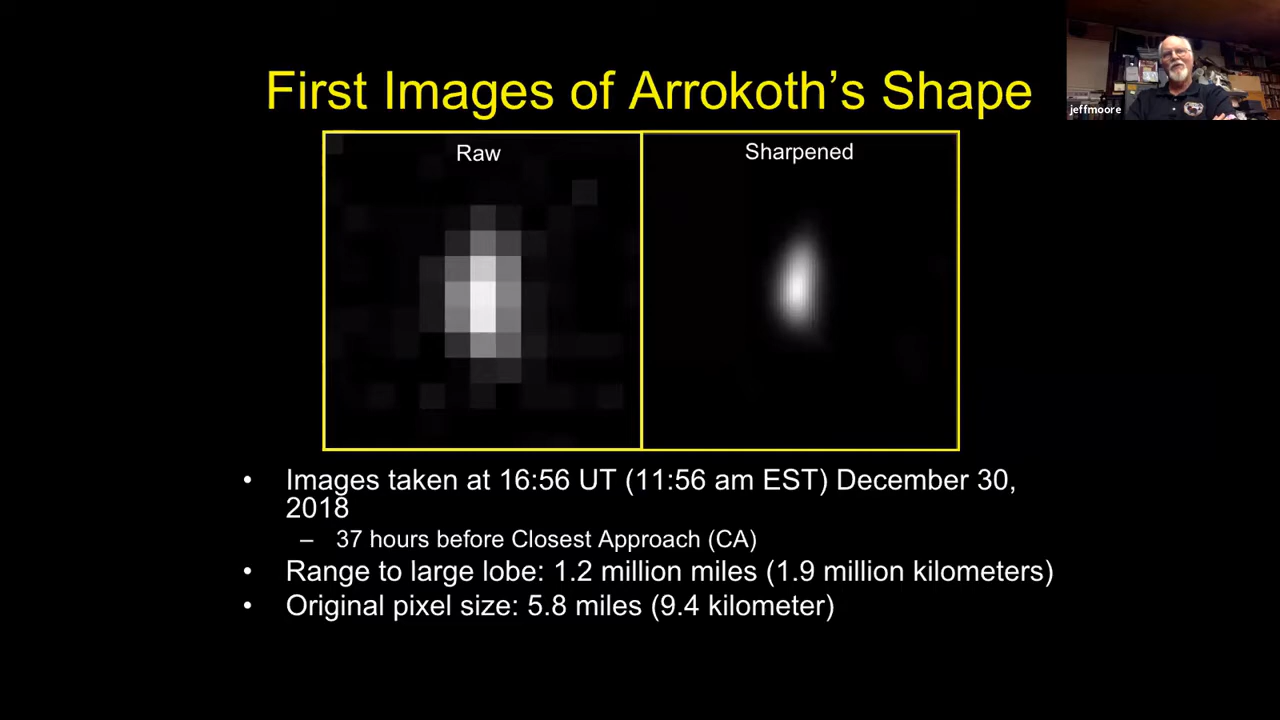 First Images of Arrokoth's Shape
jeffmoore
Raw
Sharpened
• Images taken at 16:56 UT (11:56 am EST) December 30,
2018
– 37 hours before Closest Approach (CA)
• Range to large lobe: 1.2 million miles (1.9 million kilometers)
• Original pixel size: 5.8 miles (9.4 kilometer)